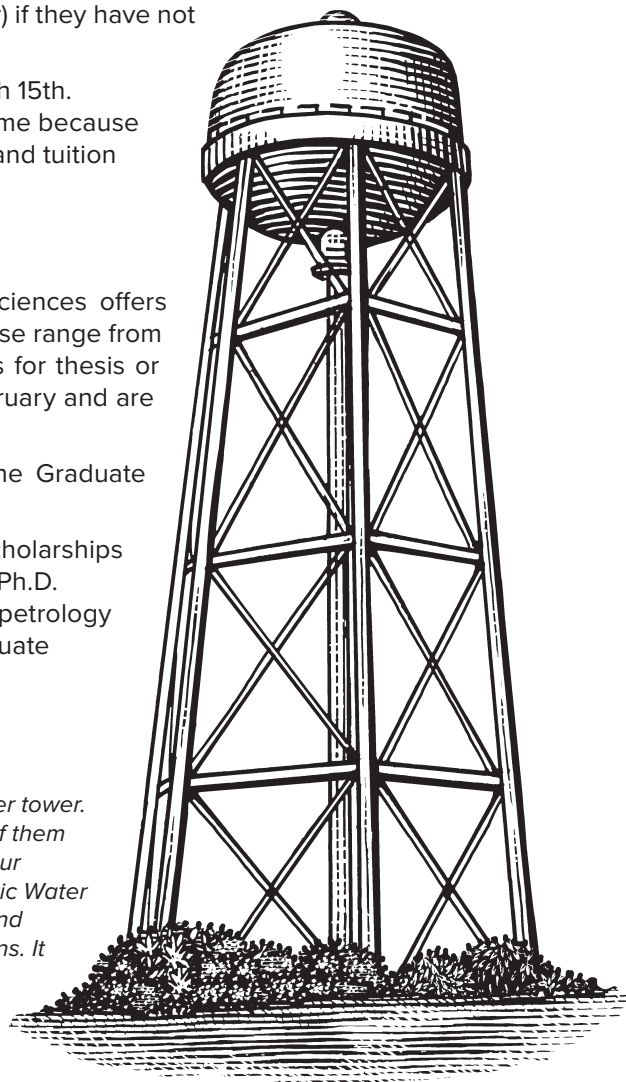 ) if they have not
h 15th.
me because
and tuition
ciences offers
se range from
s for thesis or
ruary and are
ne Graduate
cholarships
Ph.D.
petrology
uate
er tower.
f them
ur
ic Water
nd
ns. It